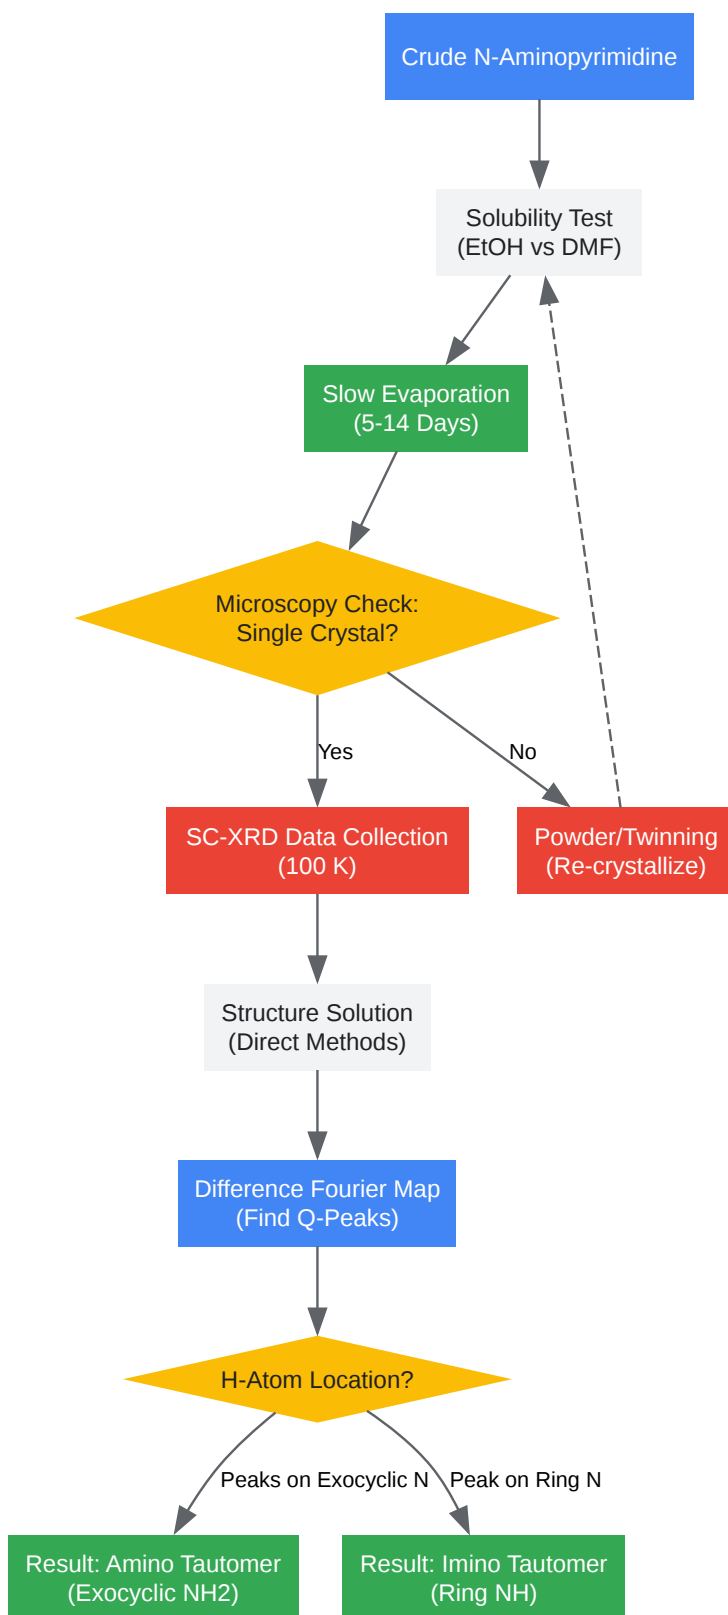 Crude N-Aminopyrimidine
Solubility Test
(EtOH vs DMF)
Slow Evaporation
(5-14 Days)
Microscopy Check:
Single Crystal?
Yes
No
SC-XRD Data Collection
(100 K)
Powder/Twinning
(Re-crystallize)
Structure Solution
(Direct Methods)
Difference Fourier Map
(Find Q-Peaks)
H-Atom Location?
Peaks on Exocyclic N
Peak on Ring N
Result: Amino Tautomer
(Exocyclic NH2)
Result: Imino Tautomer
(Ring NH)